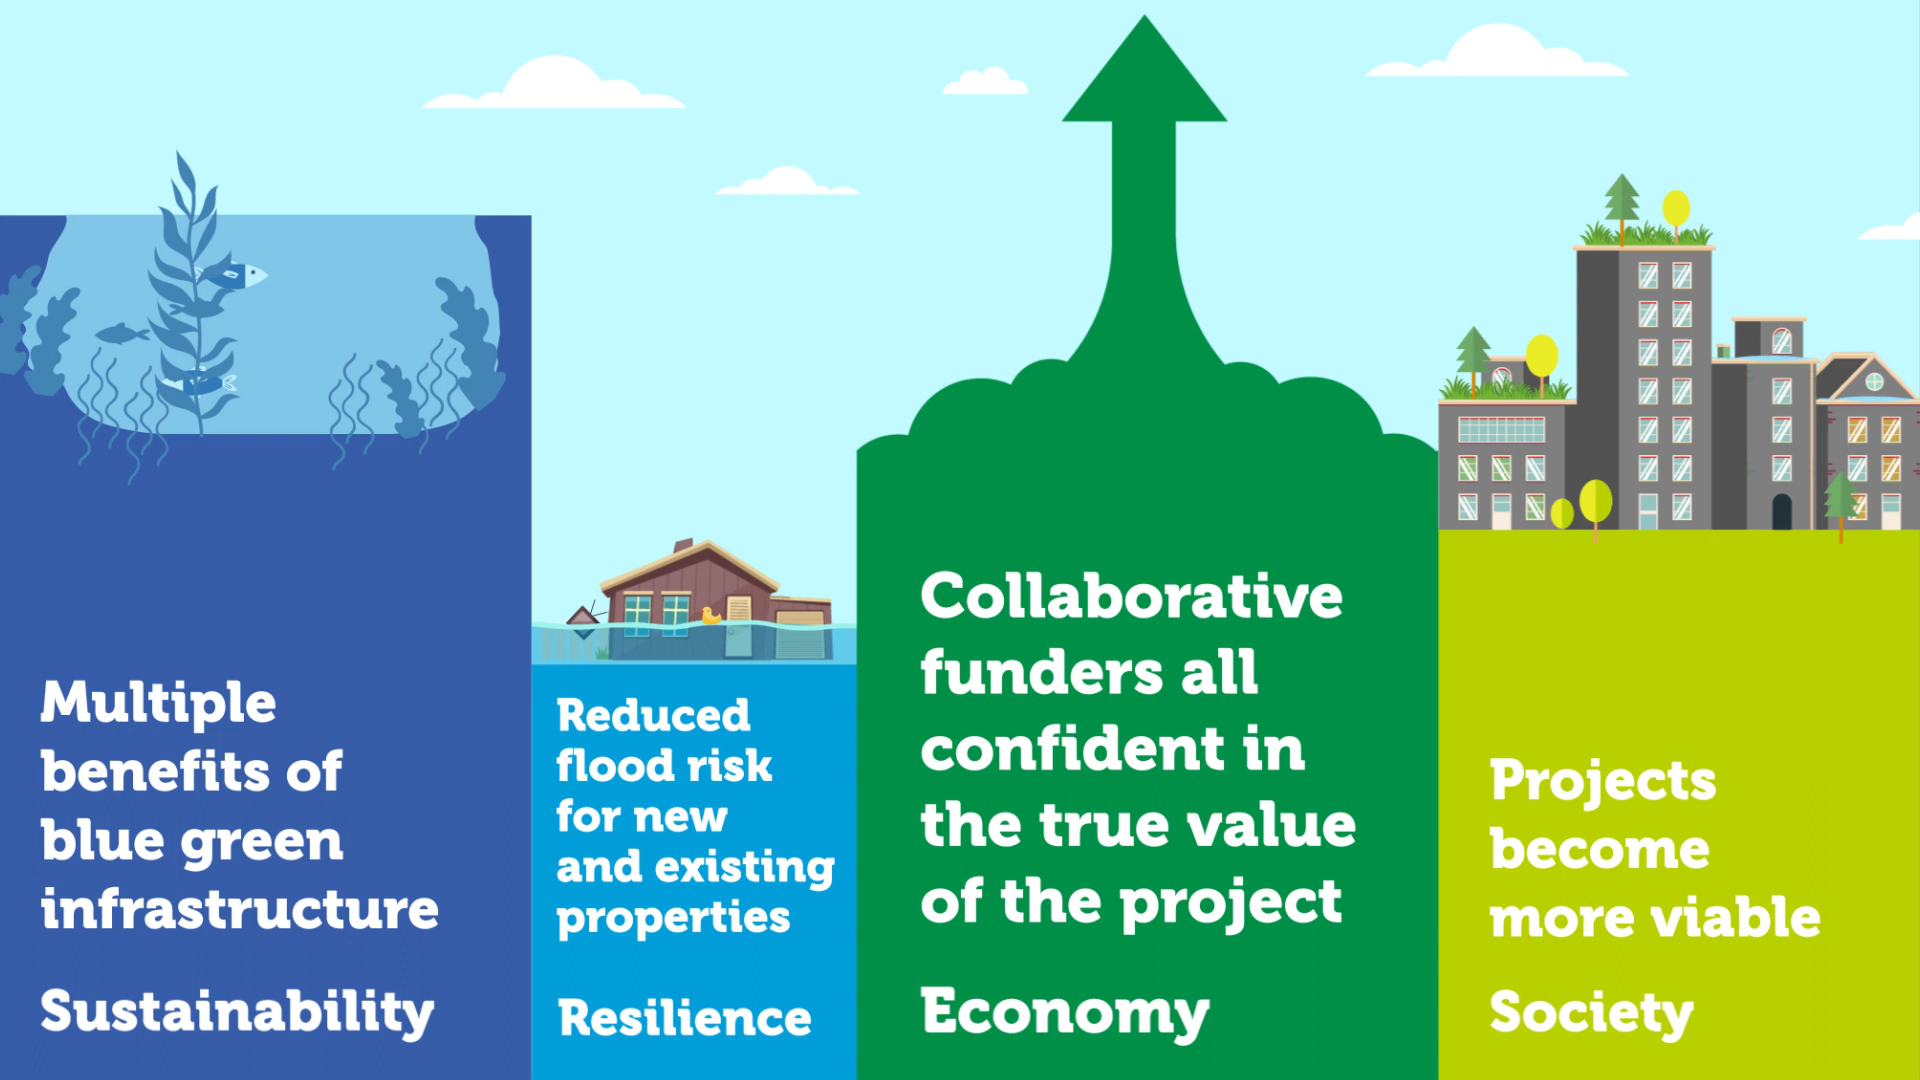 Multiple
benefits of
blue green
infrastructure
Sustainability
Reduced
flood risk
for new
and existing
properties
Resilience
Collaborative
funders all
confident in
the true value
of the project
Economy
Projects
become
more viable
Society